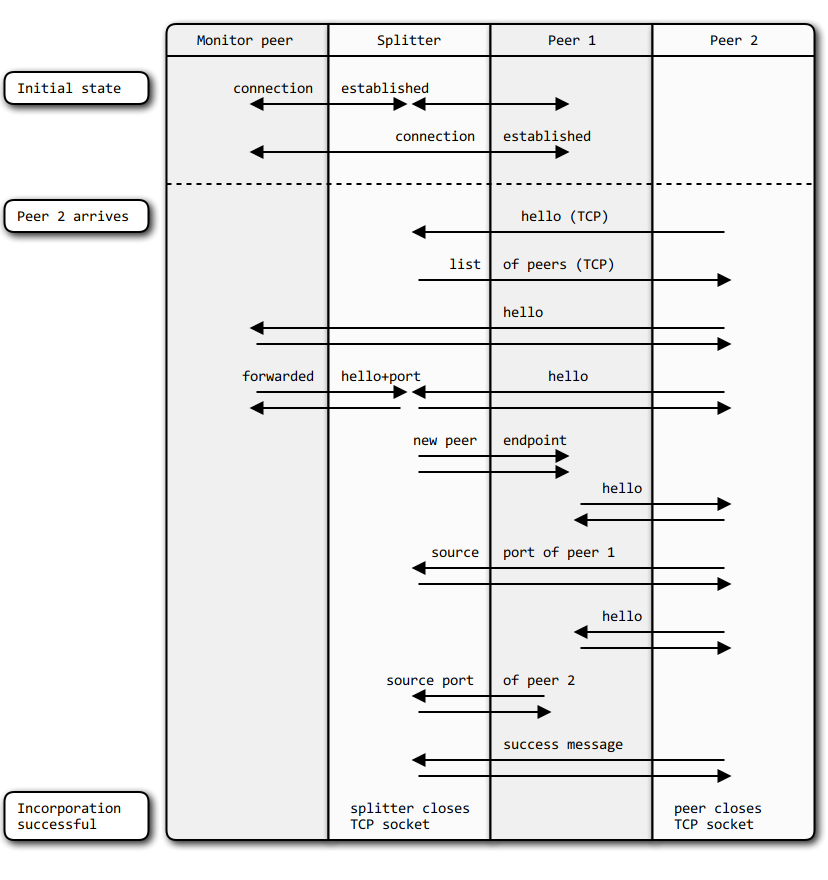 Monitor peer Splitter Peer 1 Peer 2
Initial state connection established
connection established
Peer 2 arrives hello (TCP)
list of peers (TCP)
hello
forwarded hello+port hello
new peer endpoint
hello
source port of peer 1
hello
source port of peer 2
success message
Incorporation splitter closes peer closes
successful TCP socket TCP socket